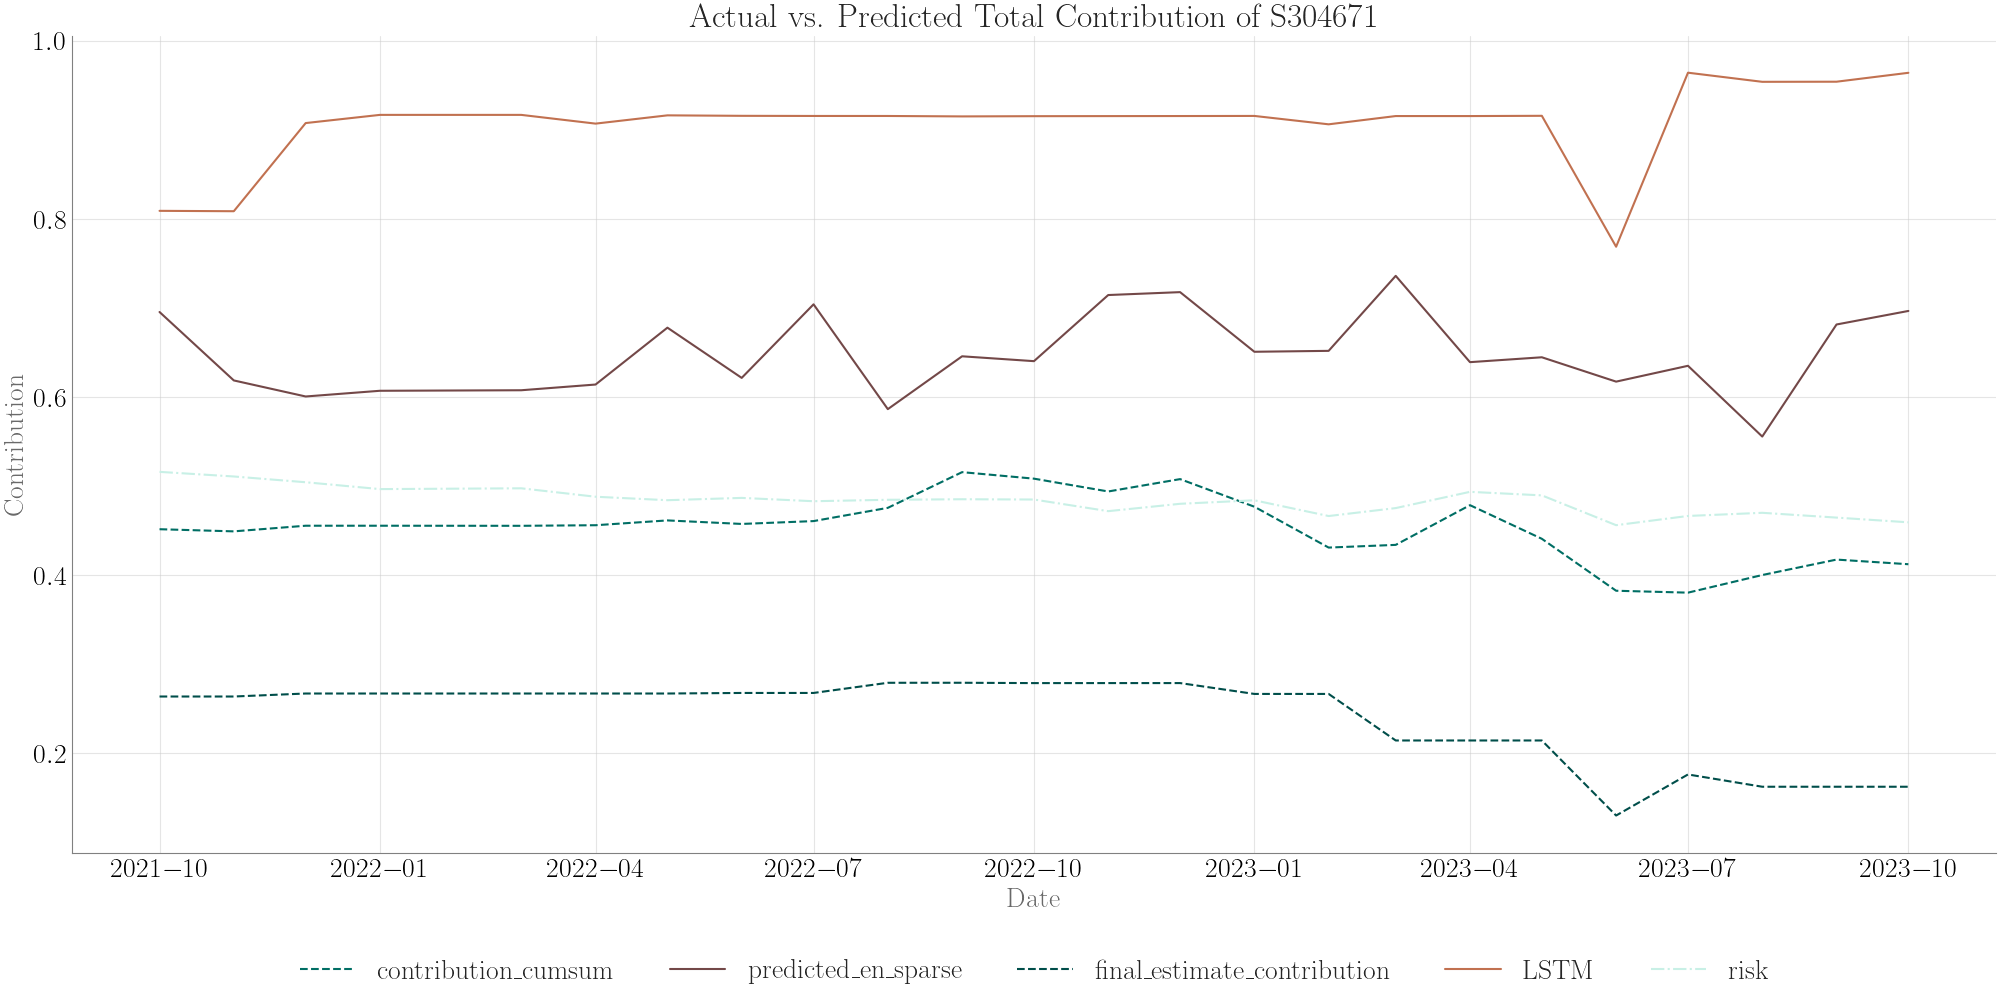 Actual vs. Predicted Total Contribution of S304671
1.0
0.8
0.6
0.4
0.2
Contribution
2021−10 2022−01 2022−04 2022−07 2022−10 2023−01 2023−04 2023−07 2023−10
Date
contribution_cumsum predicted_en_sparse final_estimate_contribution LSTM risk